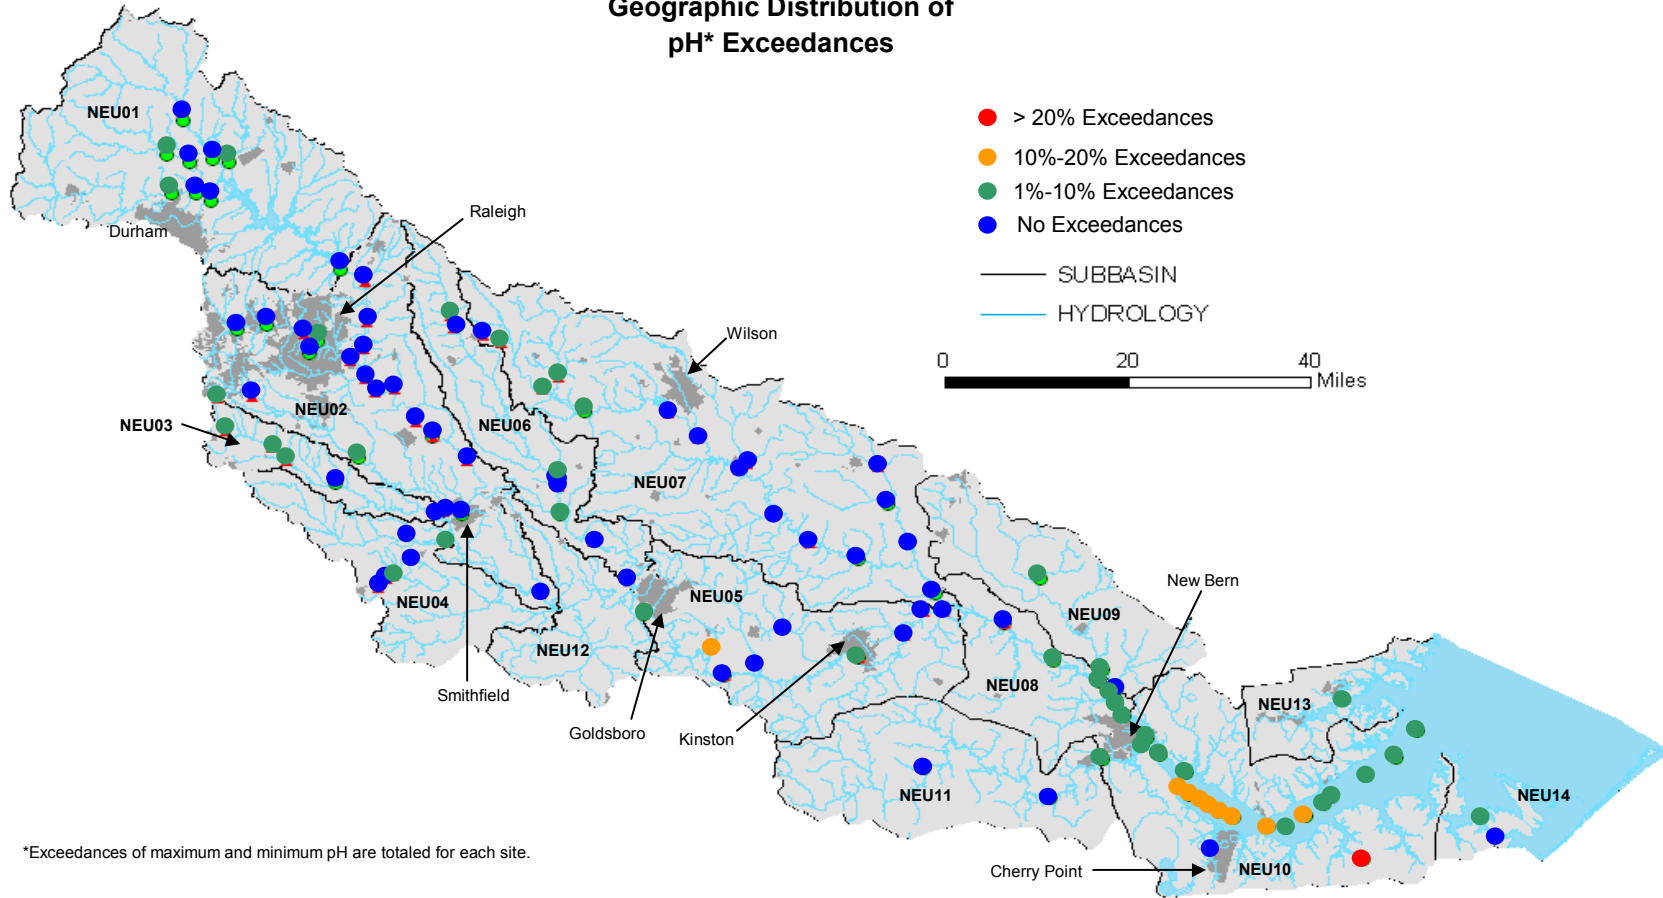 Geographic Distribution of
pH* Exceedances
> 20% Exceedances
10%-20% Exceedances
1%-10% Exceedances
No Exceedances
SUBBASIN
HYDROLOGY
0 20 40
Miles
NEU01
Durham
Raleigh
Wilson
NEU02
NEU03
NEU06
NEU07
NEU04
NEU05
NEU12
Smithfield
Goldsboro
Kinston
New Bern
NEU09
NEU08
NEU13
NEU11
NEU14
NEU10
Cherry Point
*Exceedances of maximum and minimum pH are totaled for each site.